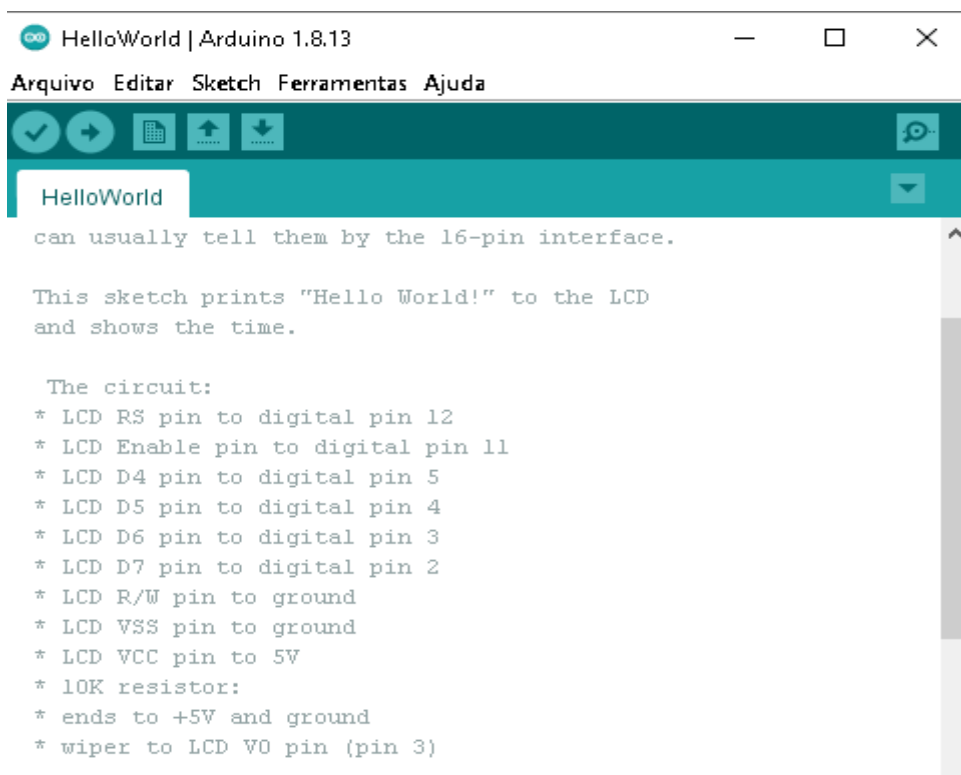 HelloWorld | Arduino 1.8.13
Arquivo Editar Sketch Ferramentas Ajuda
HelloWorld
can usually tell them by the 16-pin interface.
This sketch prints "Hello World!" to the LCD
and shows the time.
The circuit:
* LCD RS pin to digital pin 12
* LCD Enable pin to digital pin 11
* LCD D4 pin to digital pin 5
* LCD D5 pin to digital pin 4
* LCD D6 pin to digital pin 3
* LCD D7 pin to digital pin 2
* LCD R/W pin to ground
* LCD VSS pin to ground
* LCD VCC pin to 5V
* 10K resistor:
* ends to +5V and ground
* wiper to LCD VO pin (pin 3)